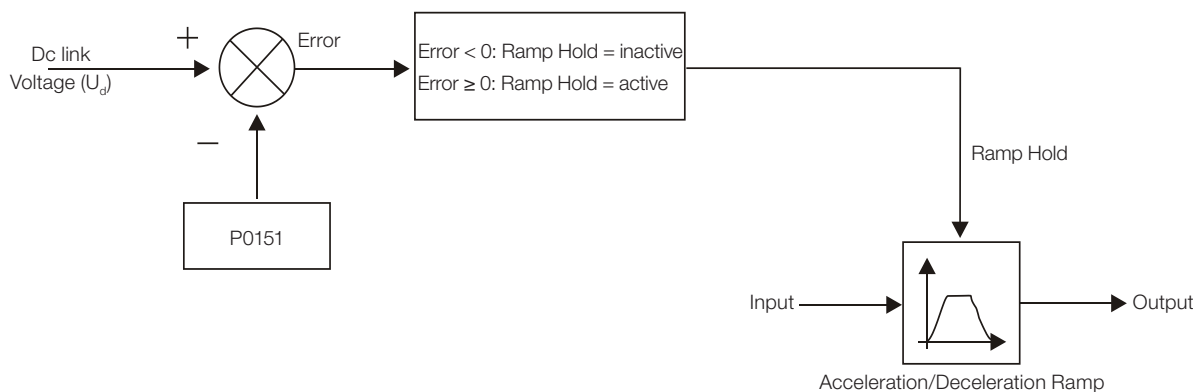 +
Error
Dc link
Voltage (Ud)
Error < 0: Ramp Hold = inactive
Error ≥ 0: Ramp Hold = active
−
Ramp Hold
P0151
Input
Output
Acceleration/Deceleration Ramp